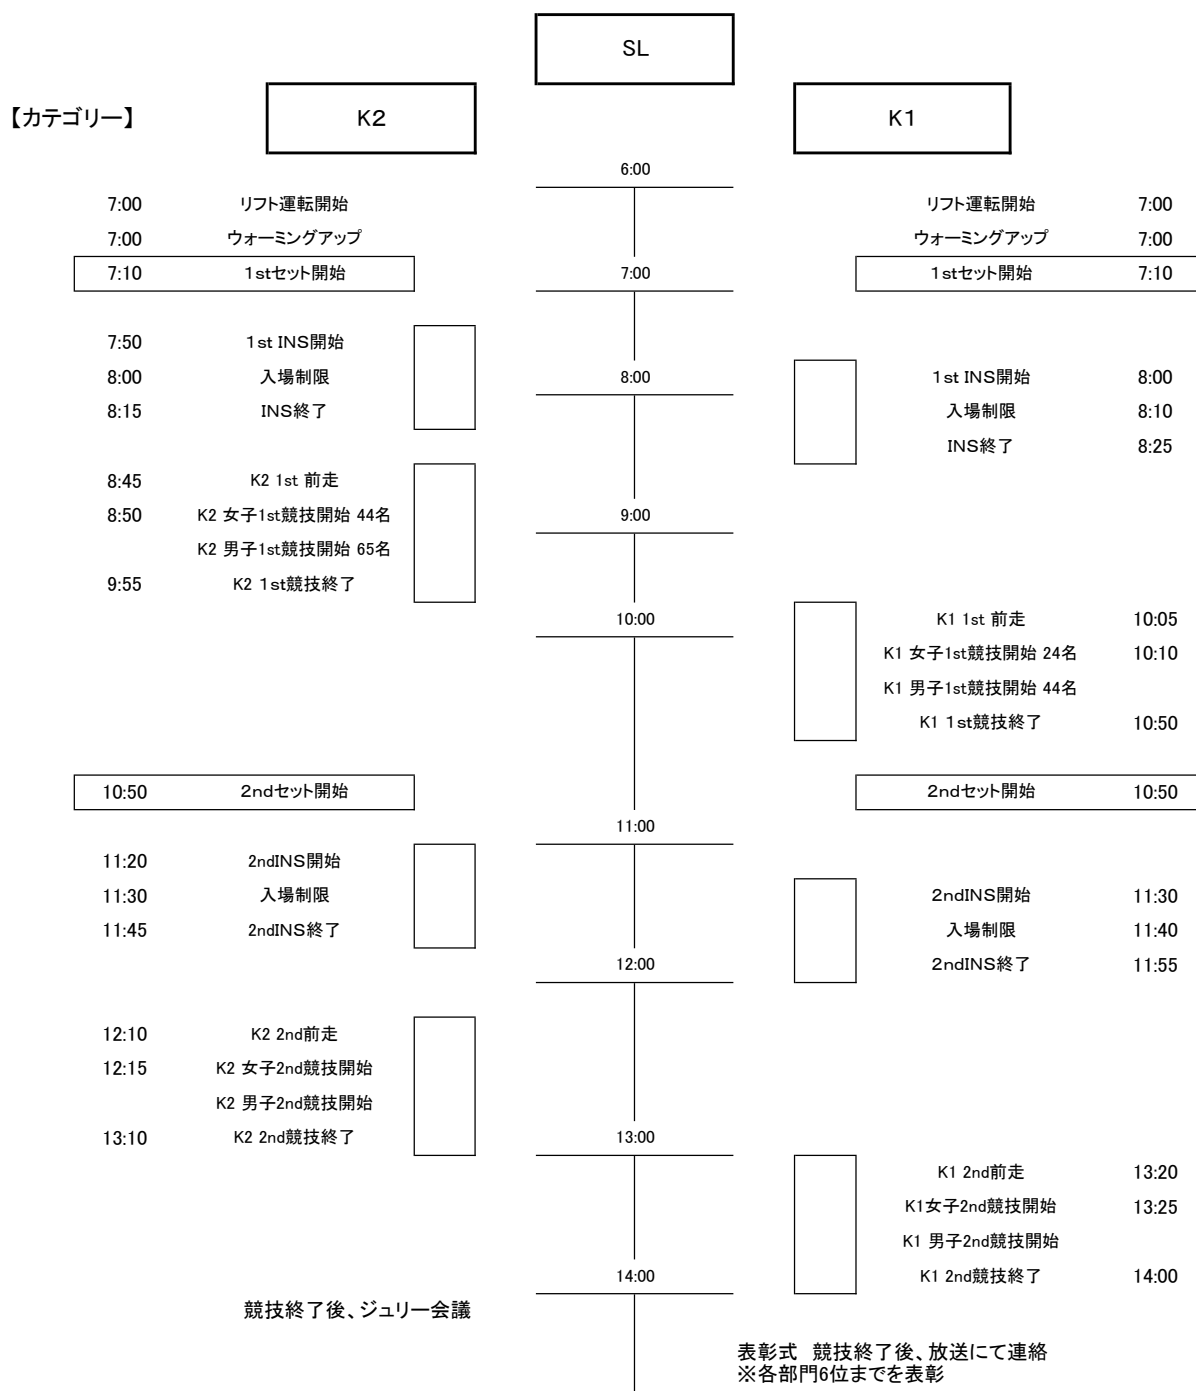 SL
【カテゴリー】 K2 K1
6:00
7:00 リフト運転開始 リフト運転開始 7:00
7:00 ウォーミングアップ ウォーミングアップ 7:00
7:10 1stセット開始 7:00 1stセット開始 7:10
7:50 1st INS開始
8:00 入場制限 8:00 1st INS開始 8:00
8:15 INS終了 入場制限 8:10
INS終了 8:25
8:45 K2 1st 前走
8:50 K2 女子1st競技開始 44名 9:00
K2 男子1st競技開始 65名
9:55 K2 1st競技終了
10:00 K1 1st 前走 10:05
K1 女子1st競技開始 24名 10:10
K1 男子1st競技開始 44名
K1 1st競技終了 10:50
10:50 2ndセット開始 2ndセット開始 10:50
11:00
11:20 2ndINS開始
11:30 入場制限 2ndINS開始 11:30
11:45 2ndINS終了 入場制限 11:40
12:00 2ndINS終了 11:55
12:10 K2 2nd前走
12:15 K2 女子2nd競技開始
K2 男子2nd競技開始
13:10 K2 2nd競技終了 13:00
K1 2nd前走 13:20
K1女子2nd競技開始 13:25
K1 男子2nd競技開始
14:00 K1 2nd競技終了 14:00
競技終了後、ジュリー会議
表彰式 競技終了後、放送にて連絡
※各部門6位までを表彰